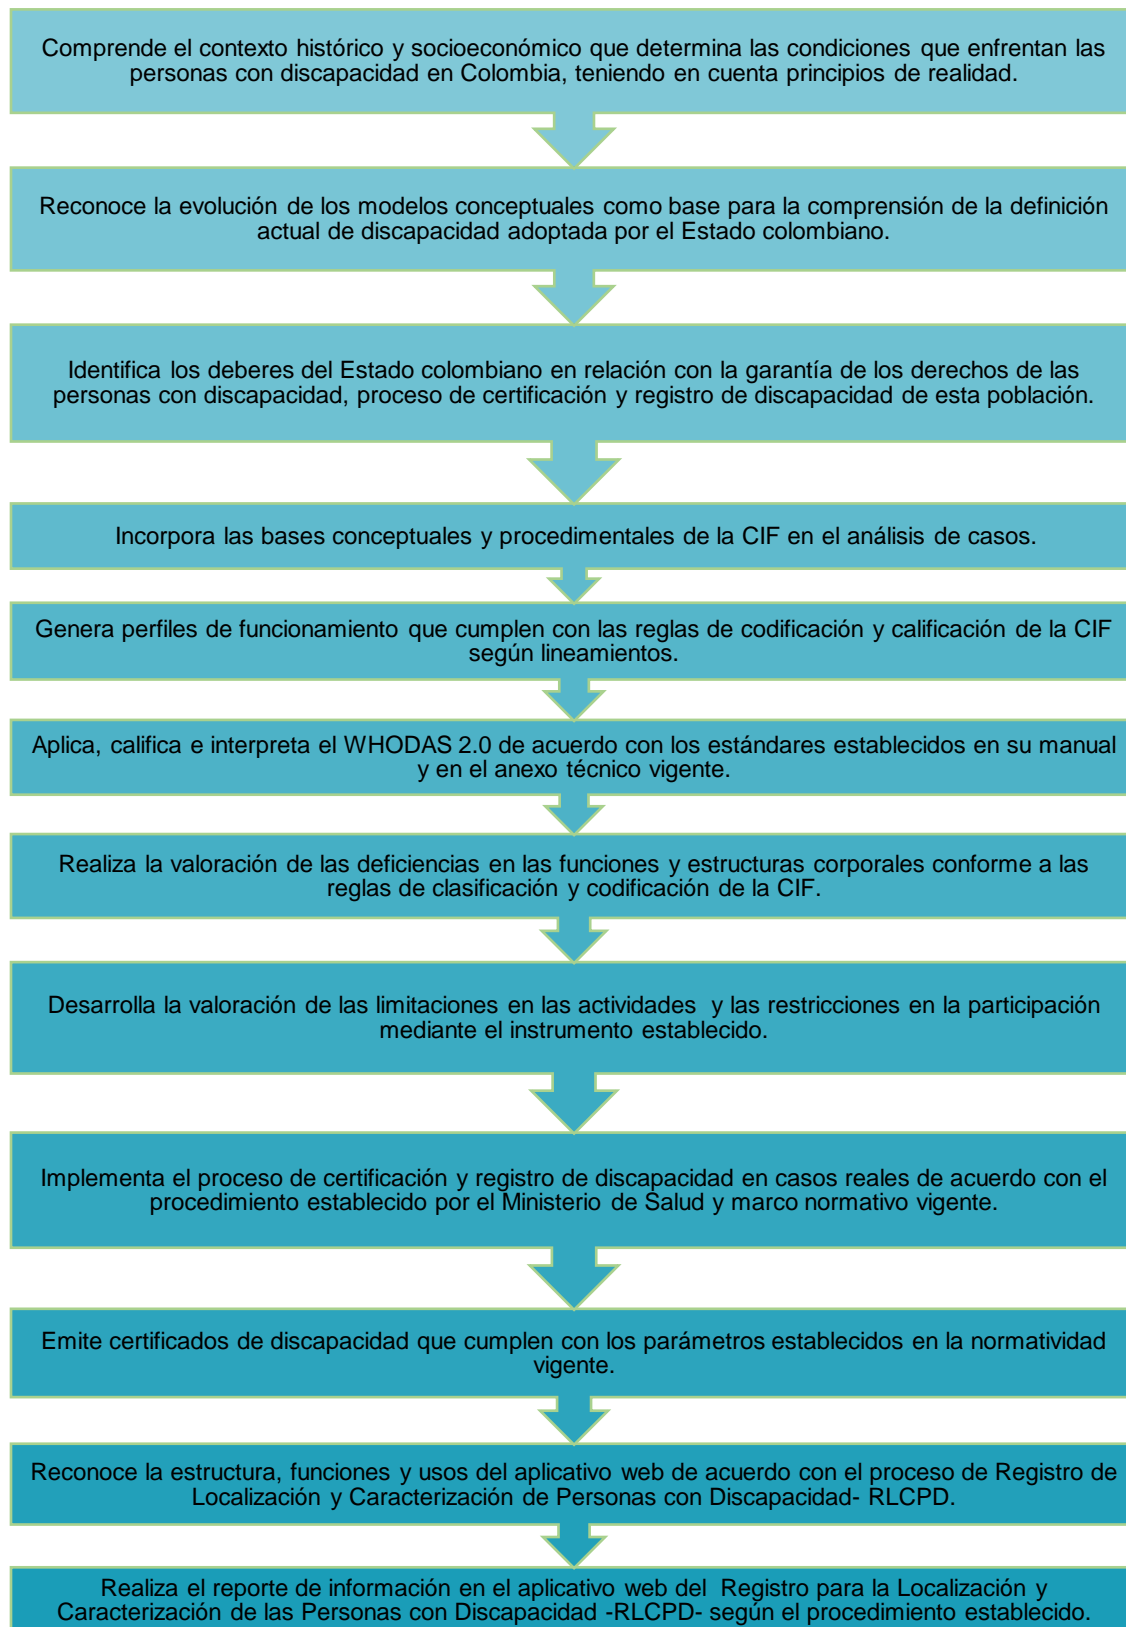 Comprende el contexto histórico y socioeconómico que determina las condiciones que enfrentan las
personas con discapacidad en Colombia, teniendo en cuenta principios de realidad.
Reconoce la evolución de los modelos conceptuales como base para la comprensión de la definición
actual de discapacidad adoptada por el Estado colombiano.
Identifica los deberes del Estado colombiano en relación con la garantía de los derechos de las
personas con discapacidad, proceso de certificación y registro de discapacidad de esta población.
Incorpora las bases conceptuales y procedimentales de la CIF en el análisis de casos.
Genera perfiles de funcionamiento que cumplen con las reglas de codificación y calificación de la CIF
según lineamientos.
Aplica, califica e interpreta el WHODAS 2.0 de acuerdo con los estándares establecidos en su manual
y en el anexo técnico vigente.
Realiza la valoración de las deficiencias en las funciones y estructuras corporales conforme a las
reglas de clasificación y codificación de la CIF.
Desarrolla la valoración de las limitaciones en las actividades y las restricciones en la participación
mediante el instrumento establecido.
Implementa el proceso de certificación y registro de discapacidad en casos reales de acuerdo con el
procedimiento establecido por el Ministerio de Salud y marco normativo vigente.
Emite certificados de discapacidad que cumplen con los parámetros establecidos en la normatividad
vigente.
Reconoce la estructura, funciones y usos del aplicativo web de acuerdo con el proceso de Registro de
Localización y Caracterización de Personas con Discapacidad- RLCPD.
Realiza el reporte de información en el aplicativo web del Registro para la Localización y
Caracterización de las Personas con Discapacidad -RLCPD- según el procedimiento establecido.